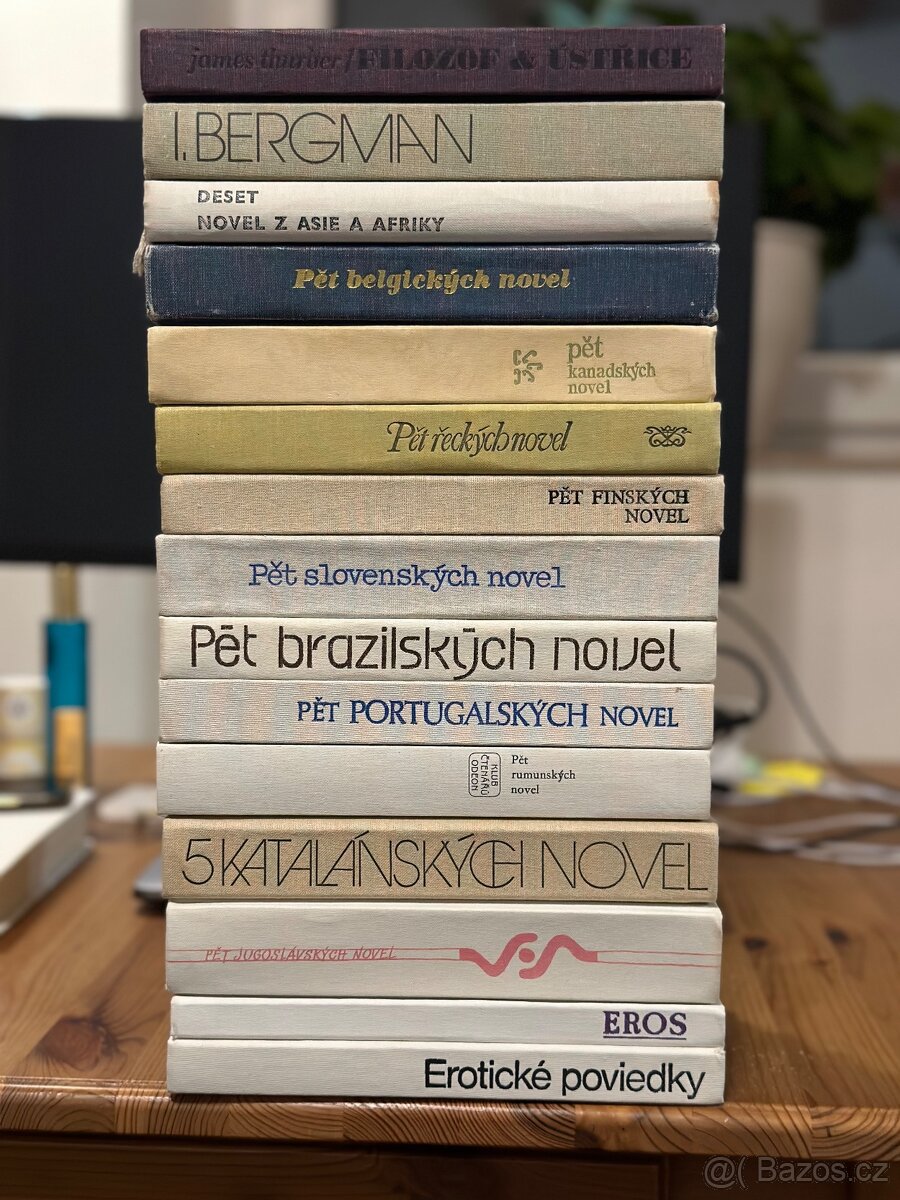 james thurber/FILOZOF & ÚSTŘICE
I. BERGMAN
DESET
NOVEL Z ASIE A AFRIKY
Pět belgických novel
pět
kanadských
novel
Pět řeckých novel
PĚT FINSKÝCH
NOVEL
Pět slovenských novel
Pět brazilských novel
PĚT PORTUGALSKÝCH NOVEL
KLUB
ČTENÁŘŮ
ODEON
Pět
rumunských
novel
5 KATALÁNSKÝCH NOVEL
PĚT JUGOSLÁVSKÝCH NOVEL
EROS
Erotické poviedky
@( Bazos.cz